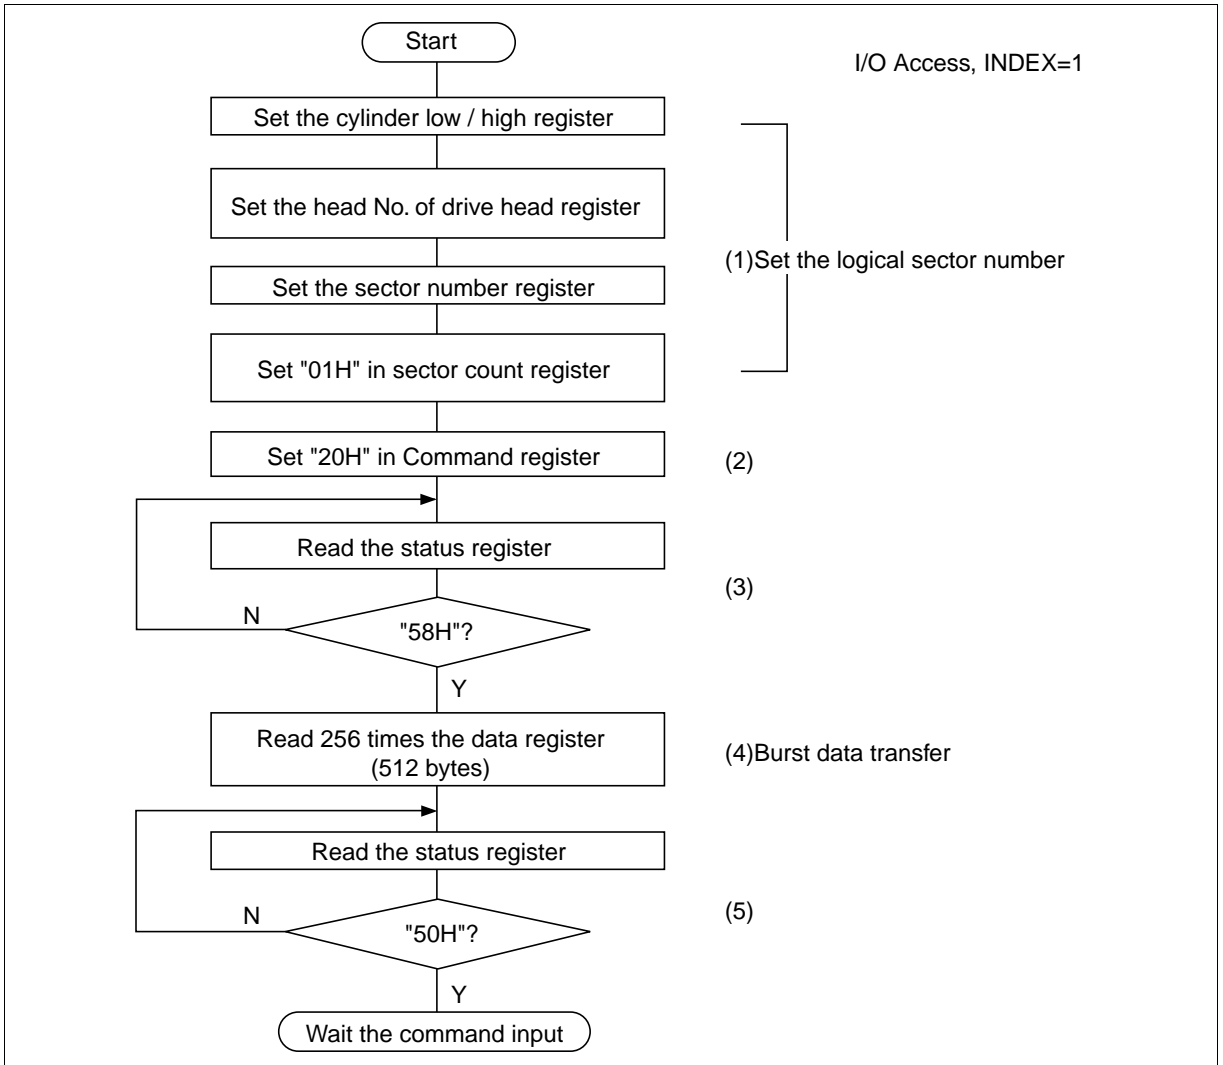 Start
I/O Access, INDEX=1
Set the cylinder low / high register
Set the head No. of drive head register
(1)Set the logical sector number
Set the sector number register
Set "01H" in sector count register
Set "20H" in Command register
(2)
Read the status register
(3)
N
"58H"?
Y
Read 256 times the data register
(512 bytes)
(4)Burst data transfer
Read the status register
N
(5)
"50H"?
Y
Wait the command input